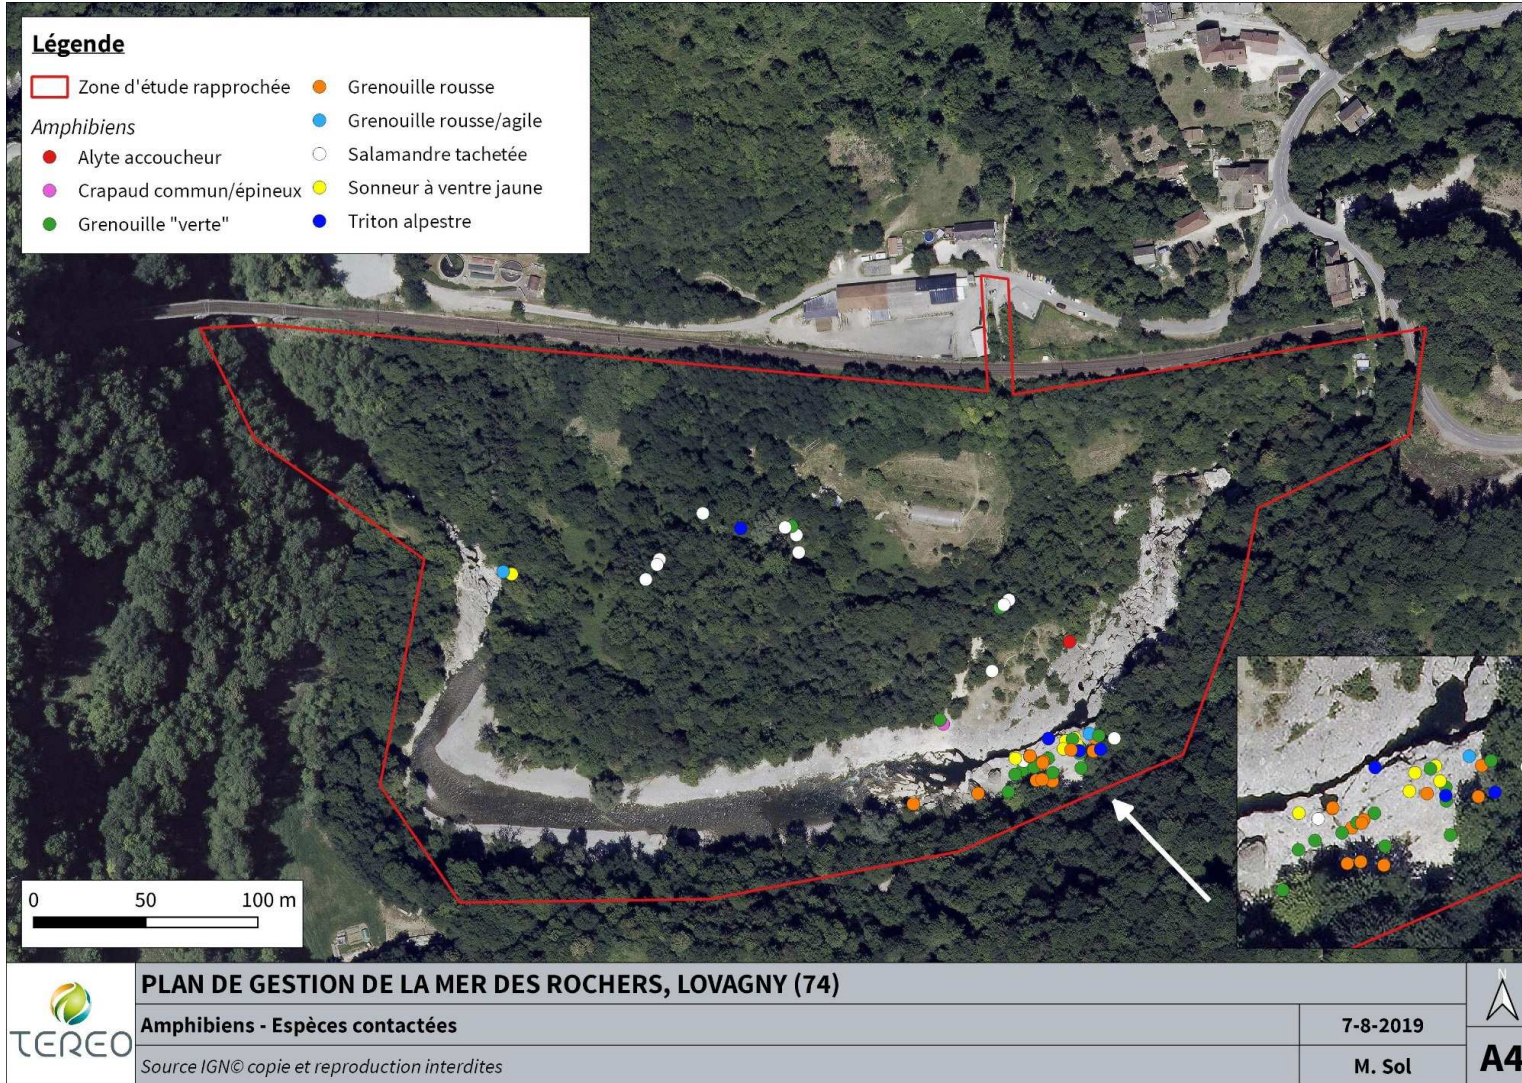 Légende
Zone d'étude rapprochée
Amphibiens
Alyte accoucheur
Crapaud commun/épineux
Grenouille "verte"
Grenouille rousse
Grenouille rousse/agile
Salamandre tachetée
Sonneur à ventre jaune
Triton alpestre
0 50 100 m
TEREO
PLAN DE GESTION DE LA MER DES ROCHERS, LOVAGNY (74)
Amphibiens - Espèces contactées
7-8-2019
Source IGN© copie et reproduction interdites
M. Sol
N
A4